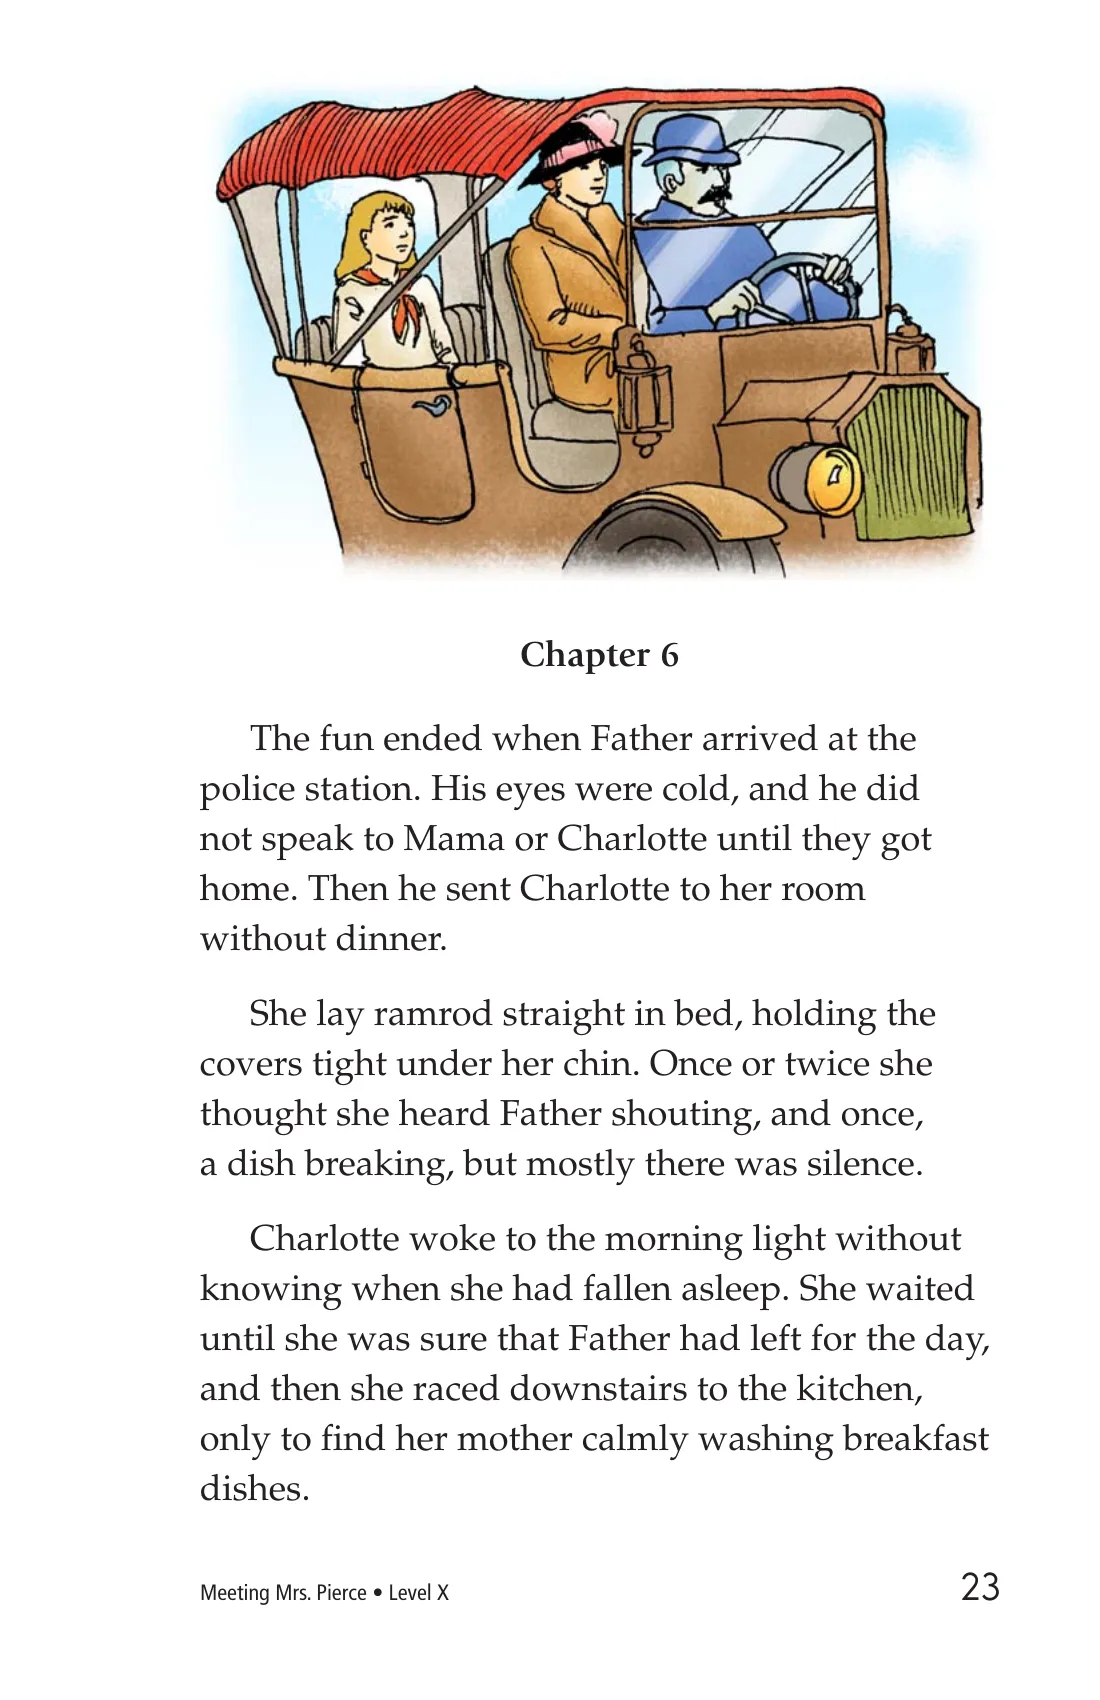 Chapter 6
The fun ended when Father arrived at the
police station. His eyes were cold, and he did
not speak to Mama or Charlotte until they got
home. Then he sent Charlotte to her room
without dinner.
She lay ramrod straight in bed, holding the
covers tight under her chin. Once or twice she
thought she heard Father shouting, and once,
a dish breaking, but mostly there was silence.
Charlotte woke to the morning light without
knowing when she had fallen asleep. She waited
until she was sure that Father had left for the day,
and then she raced downstairs to the kitchen,
only to find her mother calmly washing breakfast
dishes.
Meeting Mrs. Pierce • Level X
23